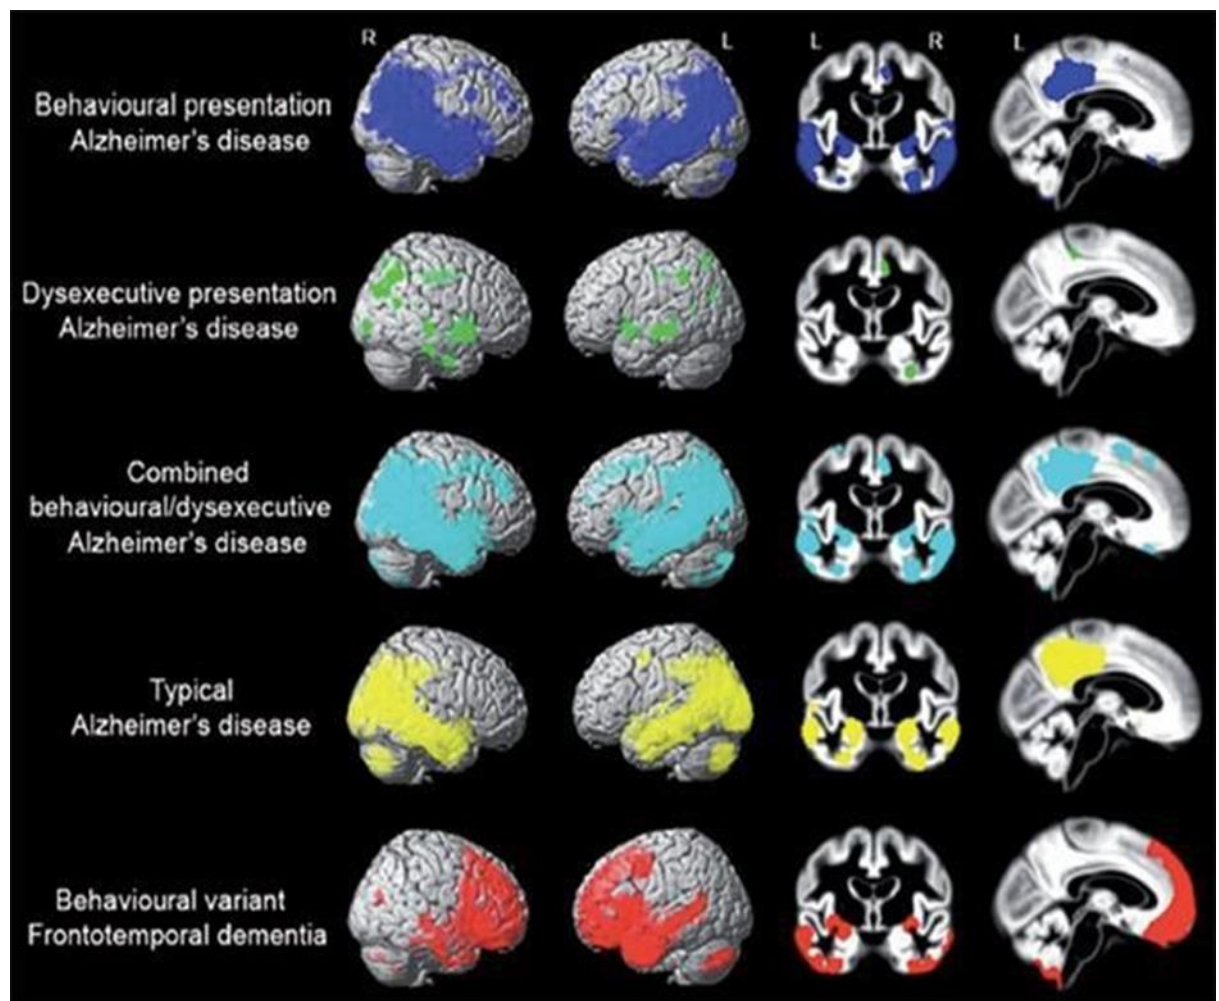 R L L R L
Behavioural presentation
Alzheimer's disease
Dysexecutive presentation
Alzheimer's disease
Combined
behavioural/dysexecutive
Alzheimer's disease
Typical
Alzheimer's disease
Behavioural variant
Frontotemporal dementia